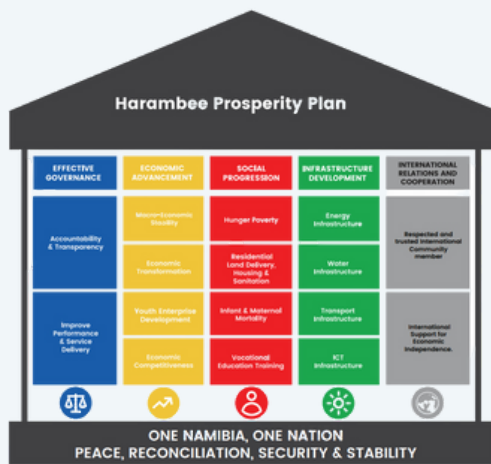 Harambee Prosperity Plan
EFFECTIVE
GOVERNANCE
Accountability
& Transparency
Improve
Performance
& Service
Delivery
ECONOMIC
ADVANCEMENT
Macro-Economic
Stability
Economic
Transformation
Youth Enterprise
Development
Economic
Competitiveness
SOCIAL
PROGRESSION
Hunger Poverty
Residential
Land Delivery,
Housing &
Sanitation
Infant & Maternal
Mortality
Vocational
Education Training
INFRASTRUCTURE
DEVELOPMENT
Energy
Infrastructure
Water
Infrastructure
Transport
Infrastructure
ICT
Infrastructure
INTERNATIONAL
RELATIONS AND
COOPERATION
Respected and
trusted International
Community
member
International
Support for
Economic
Independence.
ONE NAMIBIA, ONE NATION
PEACE, RECONCILIATION, SECURITY & STABILITY